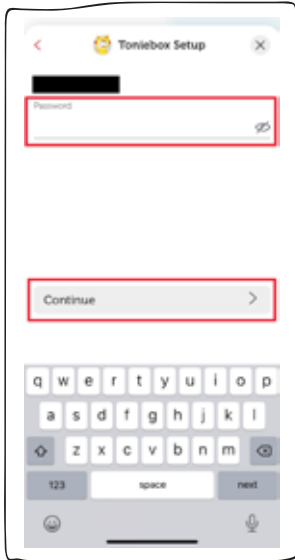 Toniebox Setup
Password
Continue
q w e r t y u i o p
a s d f g h j k l
z x c v b n m
123 space next